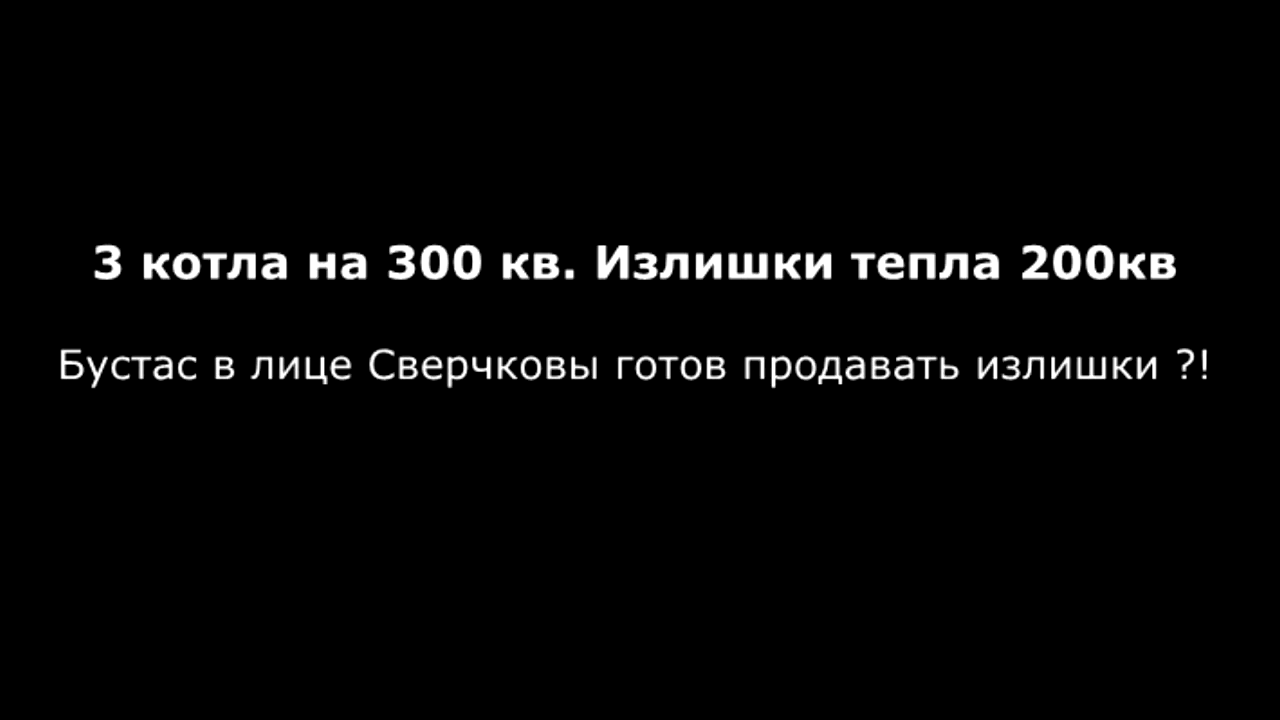 3 котла на 300 кв. Излишки тепла 200кв
Бустас в лице Сверчковы готов продавать излишки ?!